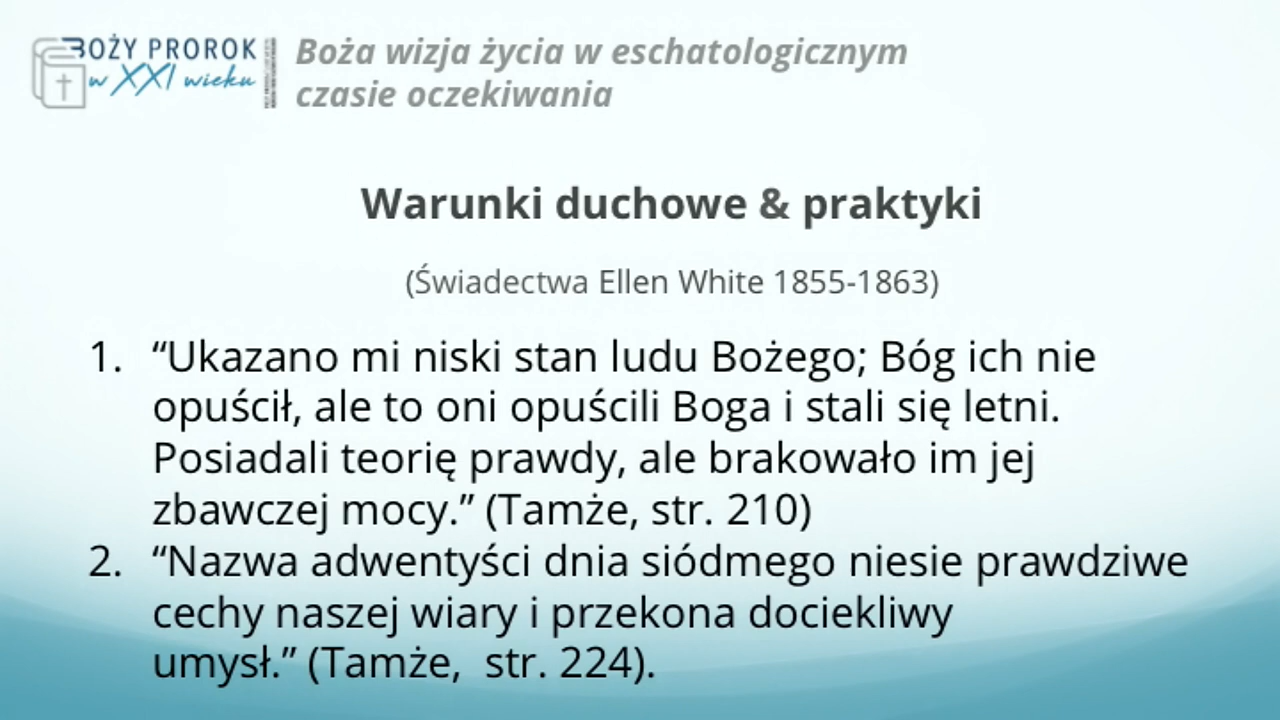 BOŻY PROROK
w XXI wieku
Boża wizja życia w eschatologicznym
czasie oczekiwania
Warunki duchowe & praktyki
(Świadectwa Ellen White 1855-1863)
1. “Ukazano mi niski stan ludu Bożego; Bóg ich nie
opuścił, ale to oni opuścili Boga i stali się letni.
Posiadali teorię prawdy, ale brakowało im jej
zbawczej mocy.” (Tamże, str. 210)
2. “Nazwa adwentyści dnia siódmego niesie prawdziwe
cechy naszej wiary i przekona dociekliwy
umysł.” (Tamże,  str. 224).